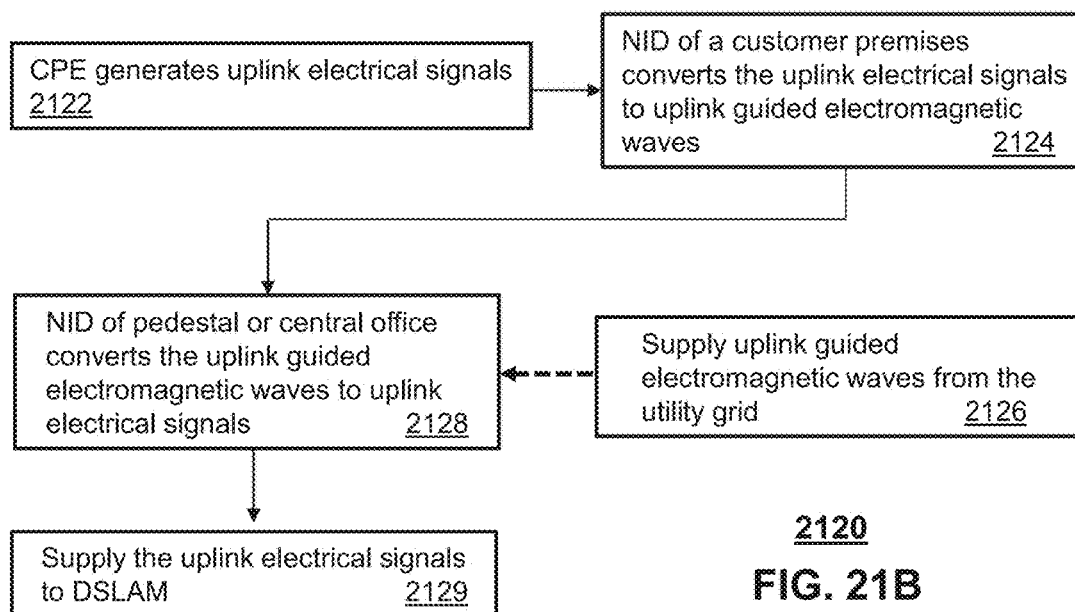 CPE generates uplink electrical signals
2122
NID of a customer premises
converts the uplink electrical signals
to uplink guided electromagnetic
waves 2124
NID of pedestal or central office
converts the uplink guided
electromagnetic waves to uplink
electrical signals 2128
Supply uplink guided
electromagnetic waves from the
utility grid 2126
Supply the uplink electrical signals
to DSLAM 2129
2120
FIG. 21B